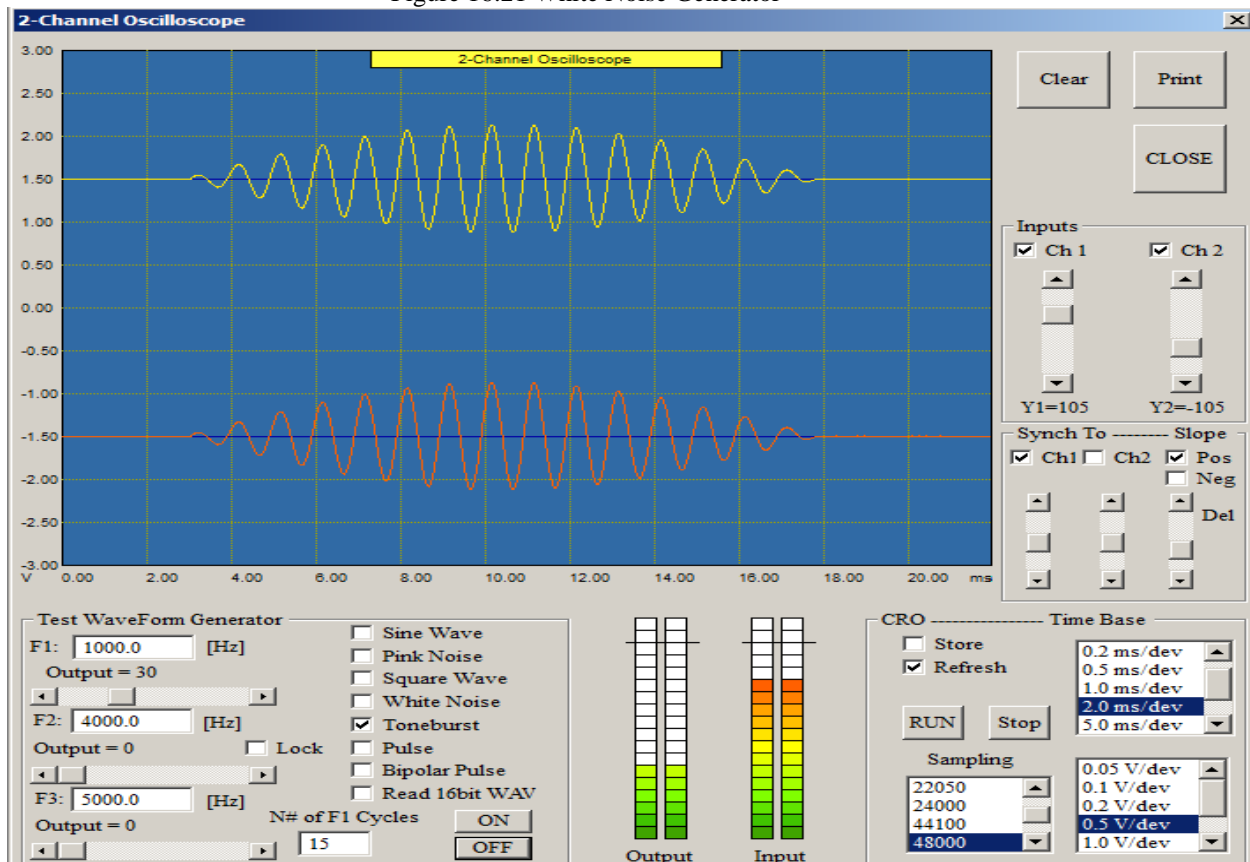 Figure 16.21 White Noise Generator
2-Channel Oscilloscope
2-Channel Oscilloscope
3.00
2.50
2.00
1.50
1.00
0.50
0.00
-0.50
-1.00
-1.50
-2.00
-2.50
-3.00
V 0.00 2.00 4.00 6.00 8.00 10.00 12.00 14.00 16.00 18.00 20.00 ms
Clear Print
CLOSE
Inputs
Ch 1 Ch 2
Y1=105 Y2=-105
Synch To -------- Slope
Ch1 Ch2 Pos
Neg
Del
Test WaveForm Generator
F1: 1000.0 [Hz]
Output = 30
F2: 4000.0 [Hz]
Output = 0 Lock
F3: 5000.0 [Hz]
Output = 0
Sine Wave
Pink Noise
Square Wave
White Noise
Toneburst
Pulse
Bipolar Pulse
Read 16bit WAV
N# of F1 Cycles ON
15 OFF
Output Input
CRO ---------------- Time Base
Store
Refresh
RUN Stop
0.2 ms/dev
0.5 ms/dev
1.0 ms/dev
2.0 ms/dev
5.0 ms/dev
Sampling
22050
24000
44100
48000
0.05 V/dev
0.1 V/dev
0.2 V/dev
0.5 V/dev
1.0 V/dev